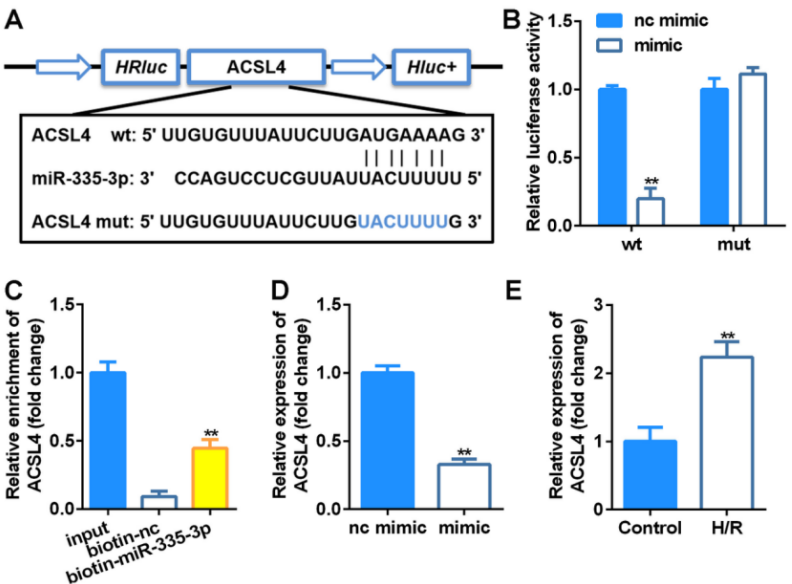 A
HRluc
ACSL4
Hluc+
ACSL4 wt: 5' UUGUGUUUAUUCUUGAUGAAAAG 3'
miR-335-3p: 3' CCAGUCCUCGUUAUUACUUUUU 5'
ACSL4 mut: 5' UUGUGUUUAUUCUUGUACUUUUG 3'
B
Relative luciferase activity
1.5
1.0
0.5
0.0
nc mimic
mimic
**
wt
mut
C
Relative enrichment of
ACSL4 (fold change)
1.5
1.0
0.5
0.0
**
input
biotin-nc
biotin-miR-335-3p
D
Relative expression of
ACSL4 (fold change)
1.5
1.0
0.5
0.0
**
nc mimic
mimic
E
Relative expression of
ACSL4 (fold change)
3
2
1
0
**
Control
H/R